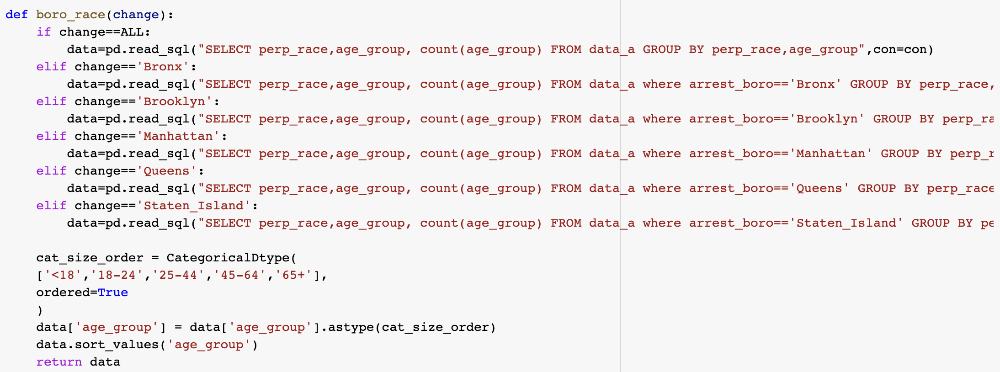 def boro_race(change):
    if change==ALL:
        data=pd.read_sql("SELECT perp_race,age_group, count(age_group) FROM data_a GROUP BY perp_race,age_group",con=con)
    elif change=='Bronx':
        data=pd.read_sql("SELECT perp_race,age_group, count(age_group) FROM data_a where arrest_boro=='Bronx' GROUP BY perp_race,
    elif change=='Brooklyn':
        data=pd.read_sql("SELECT perp_race,age_group, count(age_group) FROM data_a where arrest_boro=='Brooklyn' GROUP BY perp_ra
    elif change=='Manhattan':
        data=pd.read_sql("SELECT perp_race,age_group, count(age_group) FROM data_a where arrest_boro=='Manhattan' GROUP BY perp_r
    elif change=='Queens':
        data=pd.read_sql("SELECT perp_race,age_group, count(age_group) FROM data_a where arrest_boro=='Queens' GROUP BY perp_race
    elif change=='Staten_Island':
        data=pd.read_sql("SELECT perp_race,age_group, count(age_group) FROM data_a where arrest_boro=='Staten_Island' GROUP BY pe
    cat_size_order = CategoricalDtype(
    ['<18','18-24','25-44','45-64','65+'],
    ordered=True
    )
    data['age_group'] = data['age_group'].astype(cat_size_order)
    data.sort_values('age_group')
    return data